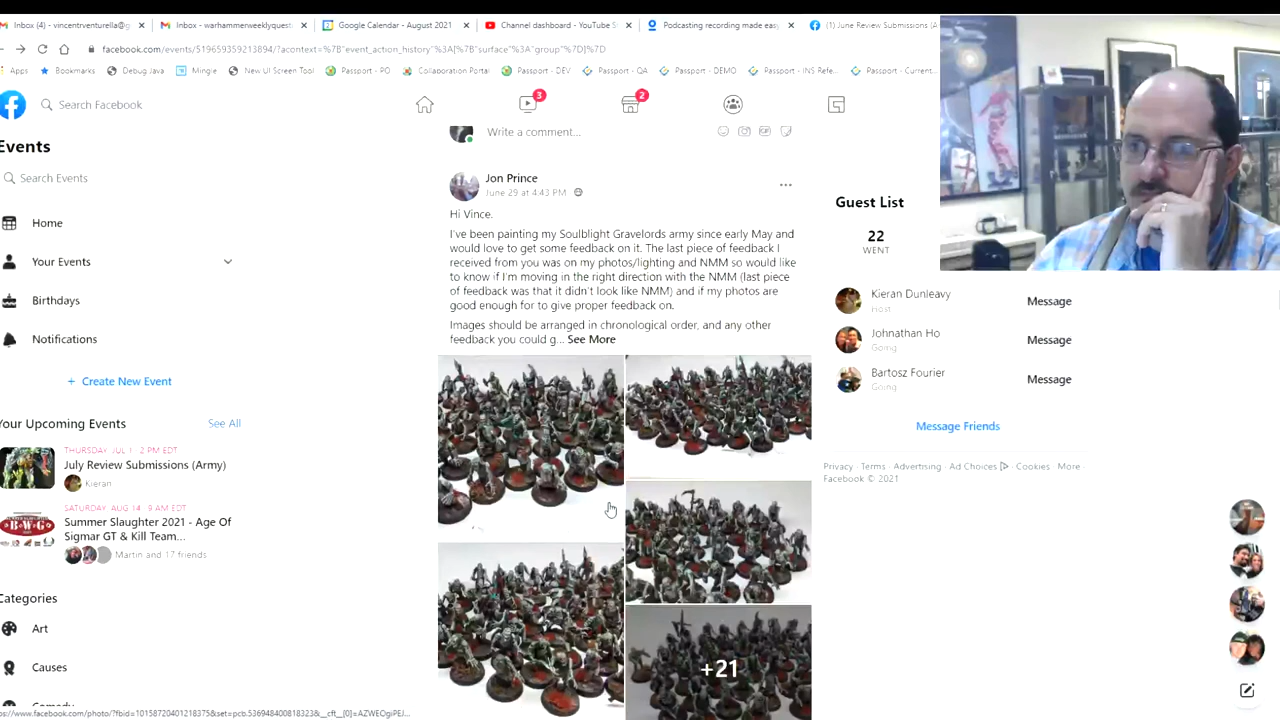 Inbox (4) - vincentrventurella@g
Inbox - warhammerweeklyquest
Google Calendar - August 2021
Channel dashboard - YouTube S
Podcasting recording made easy
(1) June Review Submissions (A
facebook.com/events/519659359213894/?acontext=%7B"event_action_history"%3A[%7B"surface"%3A"group"%7D]%7D
Apps
Bookmarks
Debug Java
Mingle
New UI Screen Tool
Passport - PO
Collaboration Portal
Passport - DEV
Passport - QA
Passport - DEMO
Passport - INS Refe...
Passport - Current...
Search Facebook
3
2
Events
Search Events
Home
Your Events
Birthdays
Notifications
+ Create New Event
Your Upcoming Events
See All
THURSDAY, JUL 1 · 2 PM EDT
July Review Submissions (Army)
Kieran
SATURDAY, AUG 14 · 9 AM EDT
Summer Slaughter 2021 - Age Of
Sigmar GT & Kill Team...
Martin and 17 friends
Categories
Art
Causes
Comedy
Write a comment...
Jon Prince
June 29 at 4:43 PM
Hi Vince.
I've been painting my Soulblight Gravelords army since early May and
would love to get some feedback on it. The last piece of feedback I
received from you was on my photos/lighting and NMM so would like
to know if I'm moving in the right direction with the NMM (last piece
of feedback was that it didn't look like NMM) and if my photos are
good enough for to give proper feedback on.
Images should be arranged in chronological order, and any other
feedback you could g... See More
+21
Guest List
22
WENT
Kieran Dunleavy
Host
Message
Johnathan Ho
Going
Message
Bartosz Fourier
Going
Message
Message Friends
Privacy · Terms · Advertising · Ad Choices · Cookies · More ·
Facebook © 2021